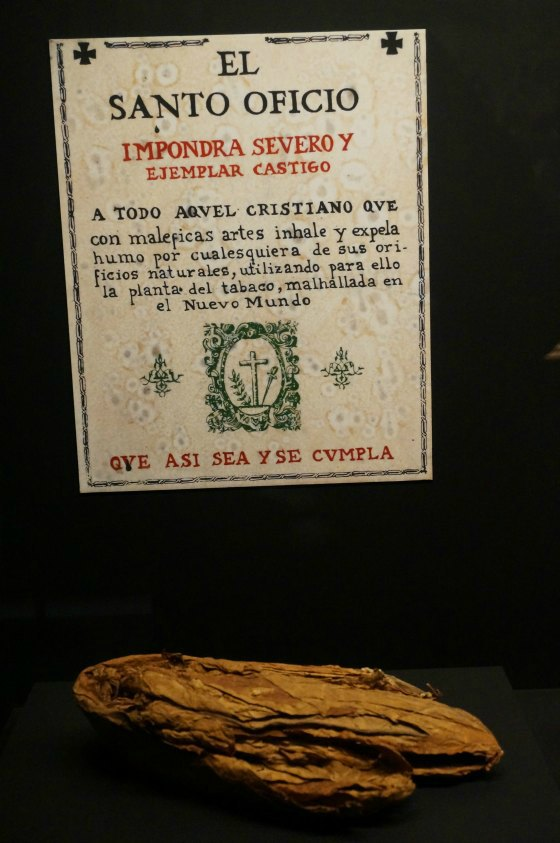 EL
SANTO OFICIO
IMPONDRA SEVERO Y
EJEMPLAR CASTIGO
A TODO AQVEL CRISTIANO QVE
con maleficas artes inhale y expela
humo por cualesquiera de sus ori-
ficios naturales, utilizando para ello
la planta del tabaco, malhallada en
el Nuevo Mundo
QVE ASI SEA Y SE CVMPLA